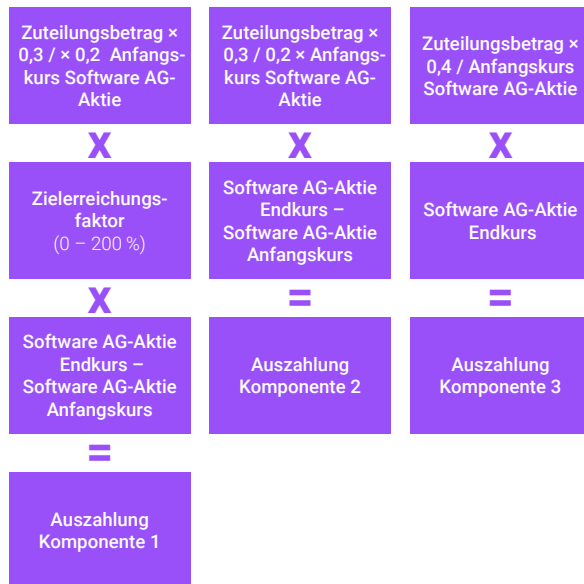 Zuteilungsbetrag ×
0,3 / × 0,2 Anfangs-
kurs Software AG-
Aktie
X
Zielerreichungs-
faktor
(0 – 200 %)
X
Software AG-Aktie
Endkurs –
Software AG-Aktie
Anfangskurs
=
Auszahlung
Komponente 1
Zuteilungsbetrag ×
0,3 / 0,2 × Anfangs-
kurs Software AG-
Aktie
X
Software AG-Aktie
Endkurs –
Software AG-Aktie
Anfangskurs
=
Auszahlung
Komponente 2
Zuteilungsbetrag ×
0,4 / Anfangskurs
Software AG-Aktie
X
Software AG-Aktie
Endkurs
=
Auszahlung
Komponente 3